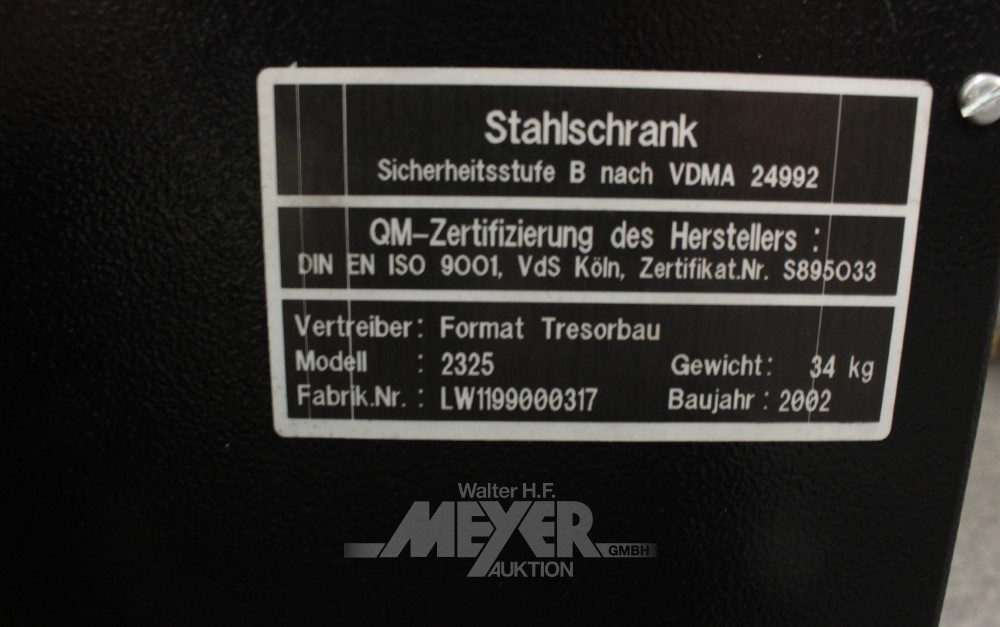 Stahlschrank
Sicherheitsstufe B nach VDMA 24992
QM-Zertifizierung des Herstellers :
DIN EN ISO 9001, VdS Köln, Zertifikat.Nr. S895033
Vertreiber: Format Tresorbau
Modell : 2325 Gewicht: 34 kg
Fabrik.Nr. : LW1199000317 Baujahr : 2002
Walter H.F.
MEYER GMBH
AUKTION